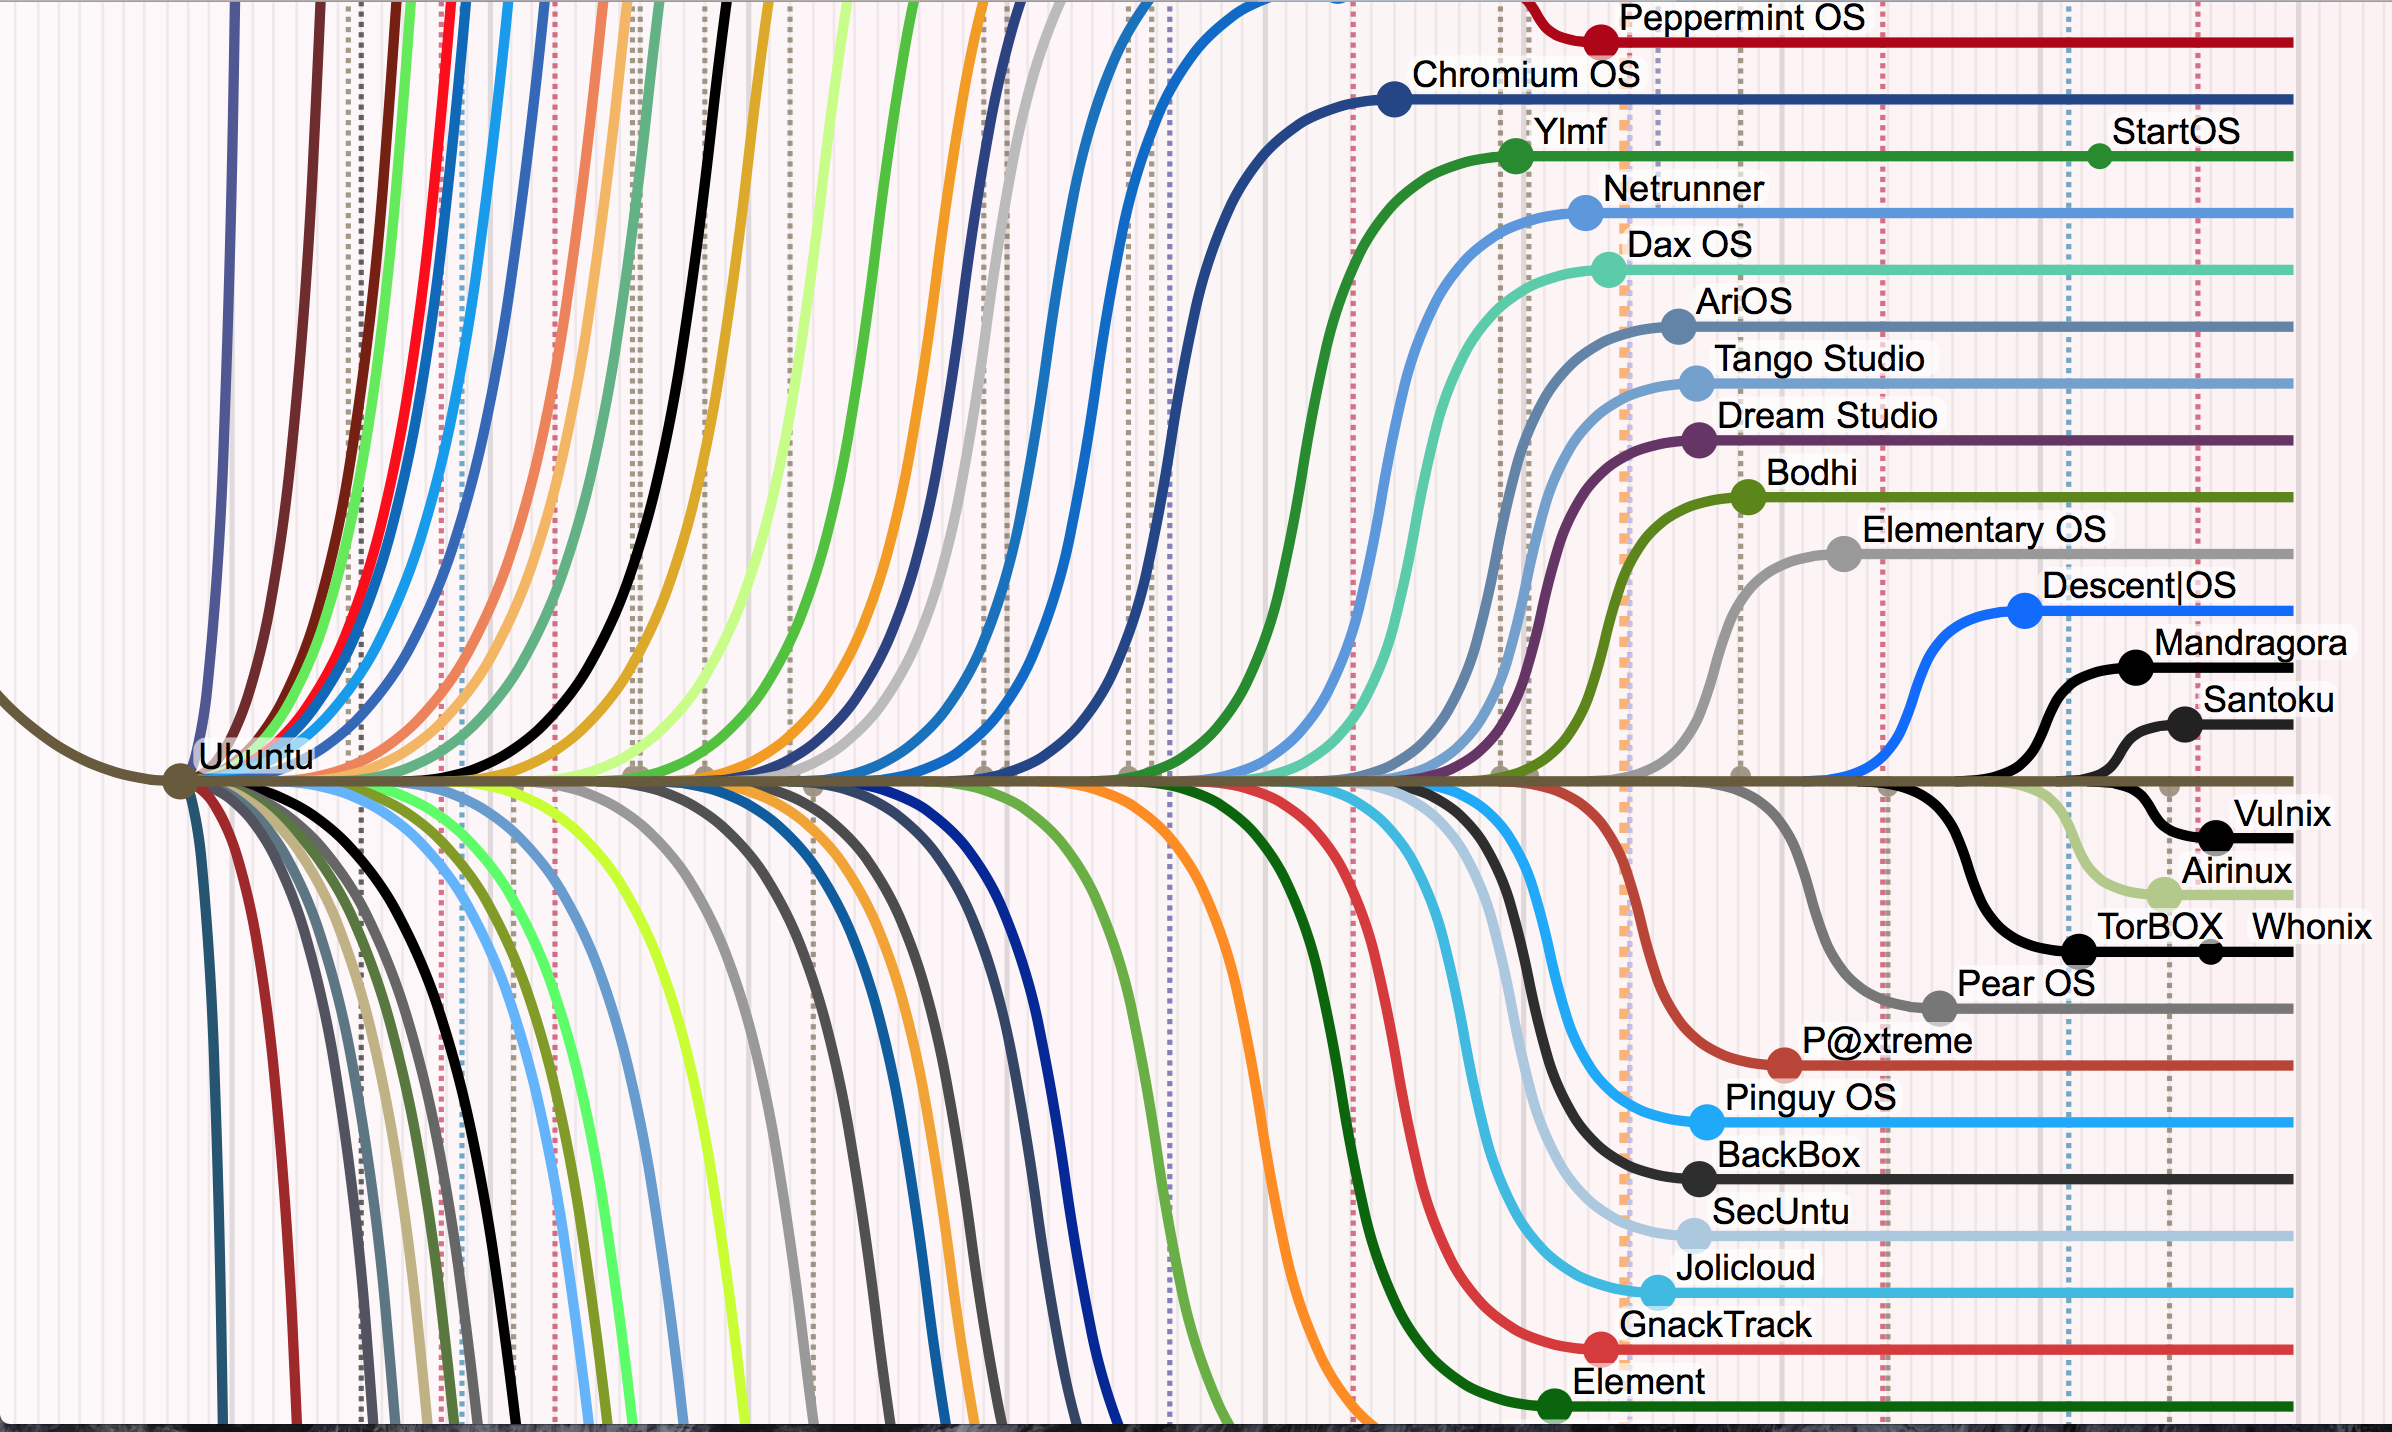 Peppermint OS
Chromium OS
Ylmf
StartOS
Netrunner
Dax OS
AriOS
Tango Studio
Dream Studio
Bodhi
Elementary OS
Descent|OS
Mandragora
Santoku
Ubuntu
Vulnix
Airinux
TorBOX
Whonix
Pear OS
P@xtreme
Pinguy OS
BackBox
SecUntu
Jolicloud
GnackTrack
Element